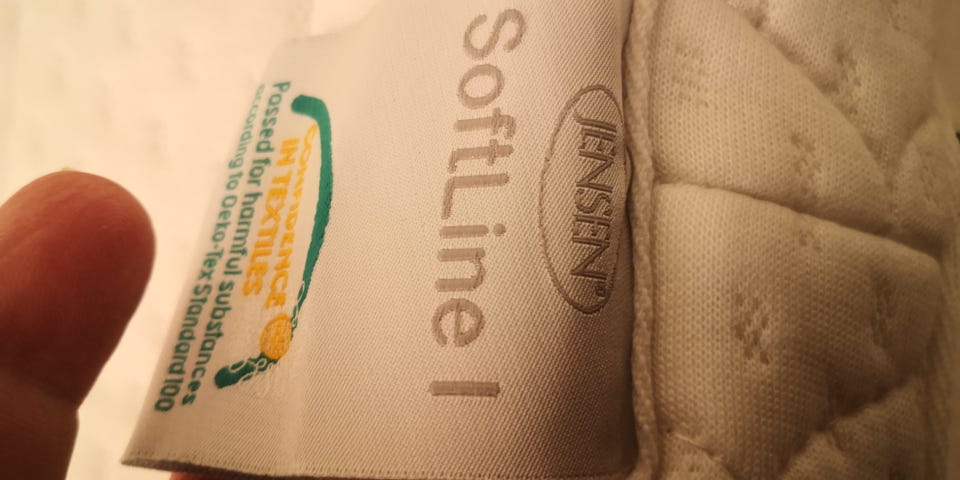 JENSEN®
SoftLine I
CONFIDENCE
IN TEXTILES
Passed for harmful substances
according to Oeko-Tex Standard 100